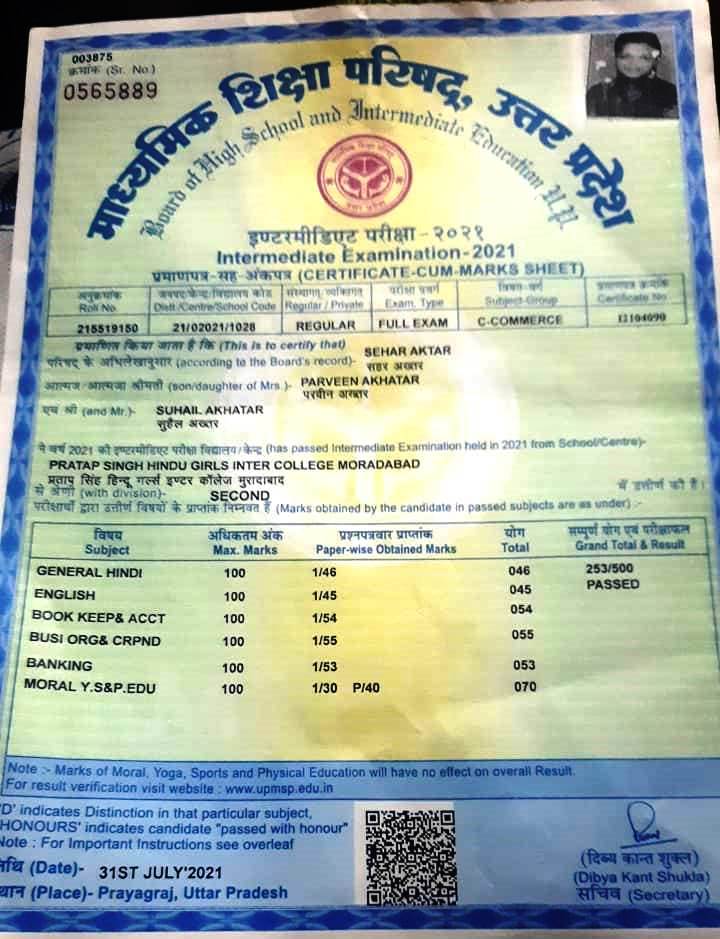 003875
क्रमांक (Sr. No.)
0565889
माध्यमिक शिक्षा परिषद्, उत्तर प्रदेश
Board of High School and Intermediate Education U.P.
इण्टरमीडिएट परीक्षा - २०२१
Intermediate Examination-2021
प्रमाणपत्र-सह-अंकपत्र (CERTIFICATE-CUM-MARKS SHEET)
अनुक्रमांक जनपद/केन्द्र/विद्यालय कोड संस्थागत/व्यक्तिगत परीक्षा प्रवर्ग विषय-वर्ग प्रमाणपत्र क्रमांक
Roll No. Distt./Centre/School Code Regular / Private Exam. Type Subject-Group Certificate No
215519150 21/02021/1028 REGULAR FULL EXAM C-COMMERCE 13104090
प्रमाणित किया जाता है कि (This is to certify that) SEHAR AKTAR
परिषद् के अभिलेखानुसार (according to the Board's record)- सहर अख्तर
आत्मज/आत्मजा श्रीमती (son/daughter of Mrs.)- PARVEEN AKHATAR
परवीन अख्तर
एवं श्री (and Mr.)- SUHAIL AKHATAR
सुहैल अख्तर
ने वर्ष 2021 की इण्टरमीडिएट परीक्षा विद्यालय/केन्द्र (has passed Intermediate Examination held in 2021 from School/Centre)-
PRATAP SINGH HINDU GIRLS INTER COLLEGE MORADABAD
प्रताप सिंह हिन्दू गर्ल्स इण्टर कॉलेज मुरादाबाद
से श्रेणी (with division)- SECOND में उत्तीर्ण की है।
परीक्षार्थी द्वारा उत्तीर्ण विषयों के प्राप्तांक निम्नवत हैं (Marks obtained by the candidate in passed subjects are as under) :-
विषय अधिकतम अंक प्रश्नपत्रवार प्राप्तांक योग सम्पूर्ण योग एवं परीक्षाफल
Subject Max. Marks Paper-wise Obtained Marks Total Grand Total & Result
GENERAL HINDI 100 1/46 046 253/500
PASSED
ENGLISH 100 1/45 045
BOOK KEEP& ACCT 100 1/54 054
BUSI ORG& CRPND 100 1/55 055
BANKING 100 1/53 053
MORAL Y.S&P.EDU 100 1/30 P/40 070
Note :- Marks of Moral, Yoga, Sports and Physical Education will have no effect on overall Result.
For result verification visit website : www.upmsp.edu.in
'D' indicates Distinction in that particular subject,
HONOURS' indicates candidate "passed with honour"
Note : For Important Instructions see overleaf
तिथि (Date)- 31ST JULY'2021
स्थान (Place)- Prayagraj, Uttar Pradesh
(दिब्य कान्त शुक्ल)
(Dibya Kant Shukla)
सचिव (Secretary)